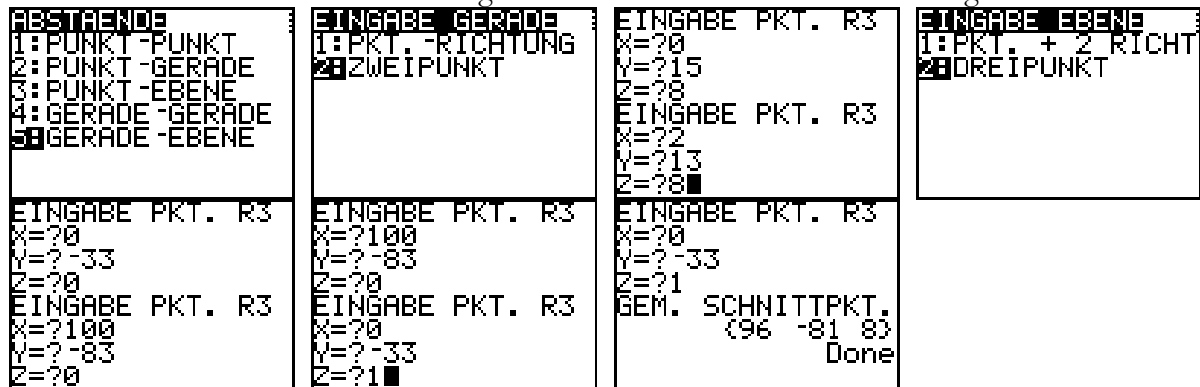 ABSTAENDE
1:PUNKT-PUNKT
2:PUNKT-GERADE
3:PUNKT-EBENE
4:GERADE-GERADE
5:GERADE-EBENE
EINGABE GERADE
1:PKT.-RICHTUNG
2:ZWEIPUNKT
EINGABE PKT. R3
X=?0
Y=?15
Z=?8
EINGABE PKT. R3
X=?2
Y=?13
Z=?8
EINGABE EBENE
1:PKT. + 2 RICHT
2:DREIPUNKT
EINGABE PKT. R3
X=?0
Y=?-33
Z=?0
EINGABE PKT. R3
X=?100
Y=?-83
Z=?0
EINGABE PKT. R3
X=?100
Y=?-83
Z=?0
EINGABE PKT. R3
X=?0
Y=?-33
Z=?1
EINGABE PKT. R3
X=?0
Y=?-33
Z=?1
GEM. SCHNITTPKT.
{96 -81 8}
Done